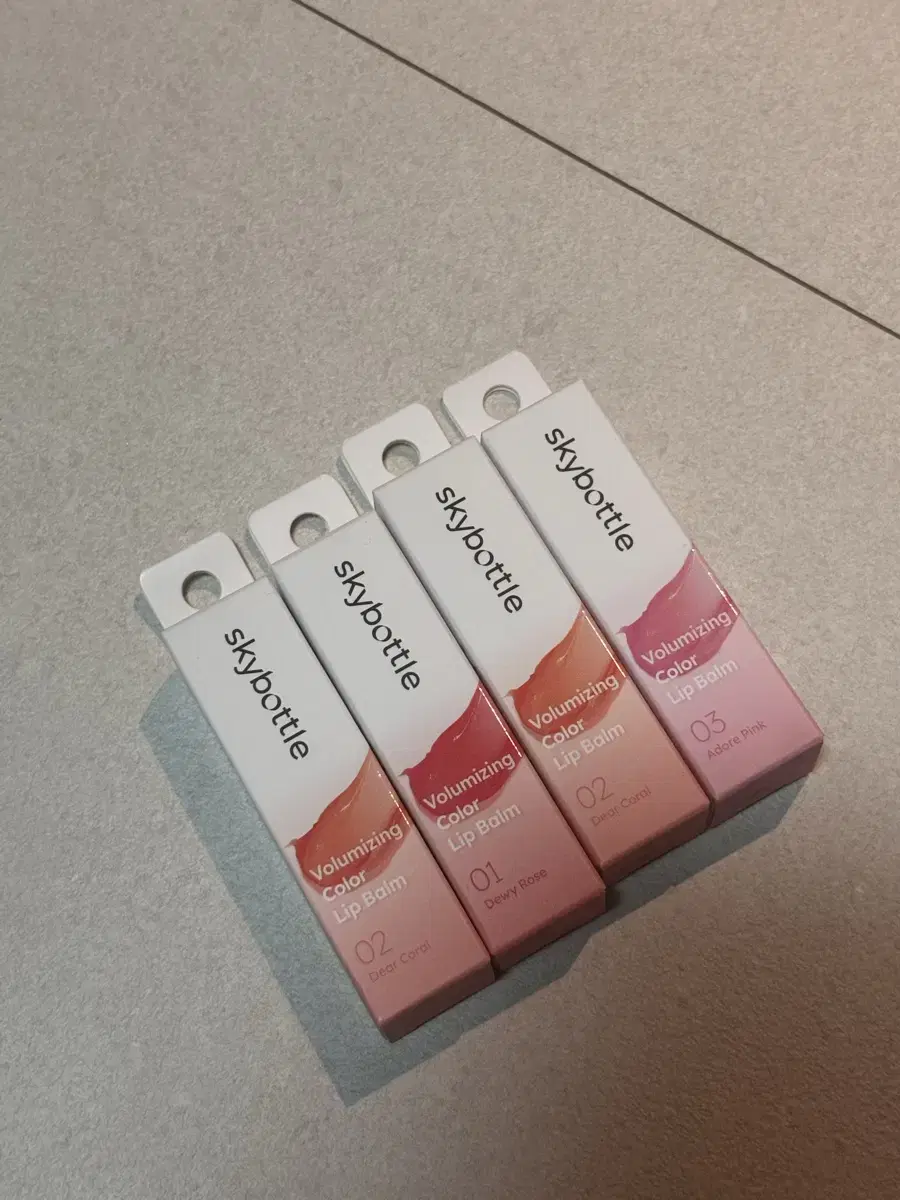 skybottle
Volumizing
Color
Lip Balm
02
Dear Coral
skybottle
Volumizing
Color
Lip Balm
01
Dewy Rose
skybottle
Volumizing
Color
Lip Balm
02
Dear Coral
skybottle
Volumizing
Color
Lip Balm
03
Adore Pink